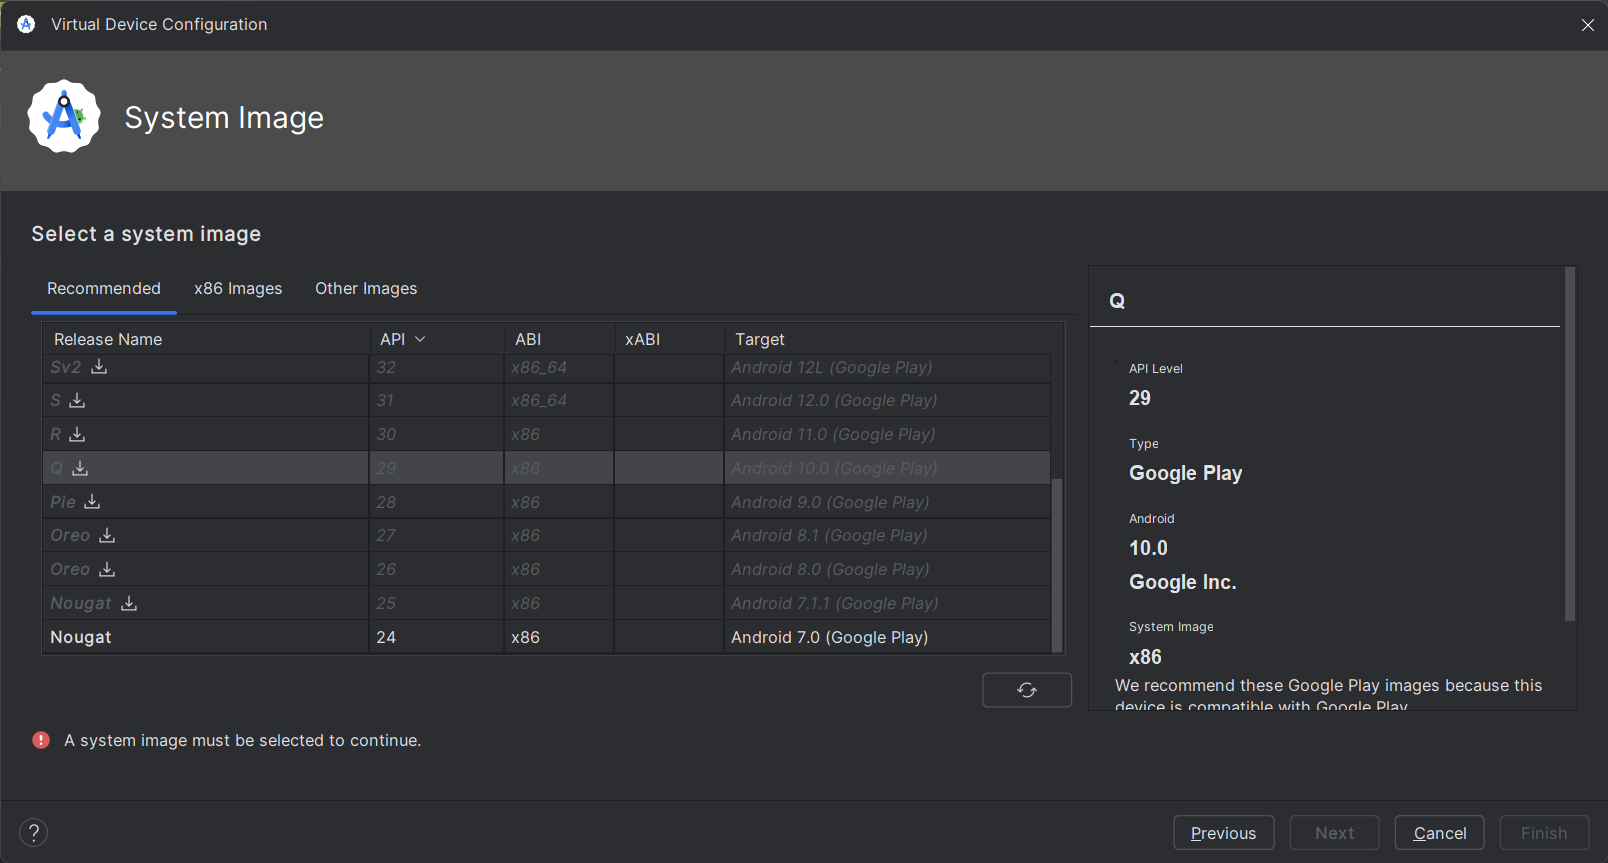 Virtual Device Configuration
System Image
Select a system image
Recommended x86 Images Other Images
Release Name API ABI xABI Target
Sv2 32 x86_64 Android 12L (Google Play)
S 31 x86_64 Android 12.0 (Google Play)
R 30 x86 Android 11.0 (Google Play)
Q 29 x86 Android 10.0 (Google Play)
Pie 28 x86 Android 9.0 (Google Play)
Oreo 27 x86 Android 8.1 (Google Play)
Oreo 26 x86 Android 8.0 (Google Play)
Nougat 25 x86 Android 7.1.1 (Google Play)
Nougat 24 x86 Android 7.0 (Google Play)
A system image must be selected to continue.
Q
API Level
29
Type
Google Play
Android
10.0
Google Inc.
System Image
x86
We recommend these Google Play images because this
device is compatible with Google Play
? Previous Next Cancel Finish